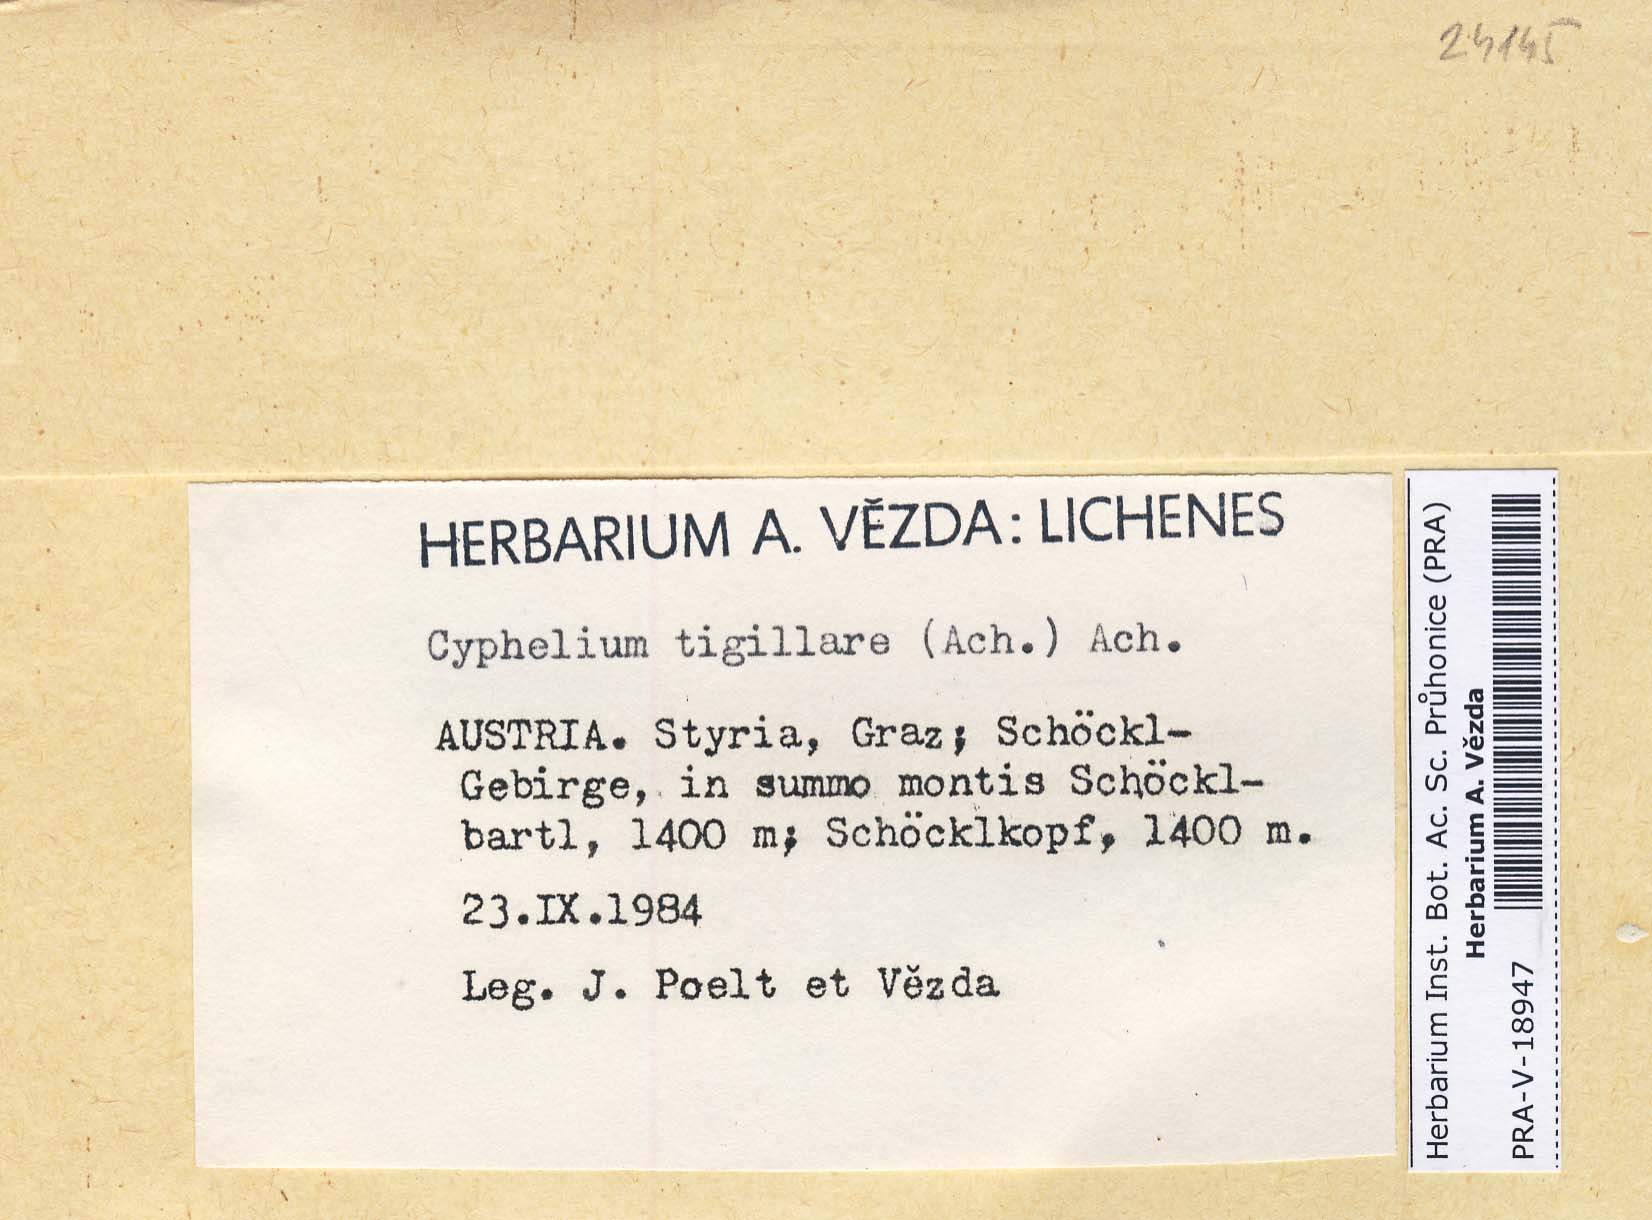 24145
HERBARIUM A. VĚZDA: LICHENES
Cyphelium tigillare (Ach.) Ach.
AUSTRIA. Styria, Graz; Schöckl-
Gebirge, in summo montis Schöckl-
bartl, 1400 m; Schöcklkopf, 1400 m.
23.IX.1984
Leg. J. Poelt et Vězda
Herbarium Inst. Bot. Ac. Sc. Průhonice (PRA)
Herbarium A. Vězda
PRA-V-18947